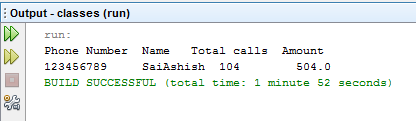 Output - classes (run)
run:
Phone Number  Name   Total calls  Amount
123456789     SaiAshish  104        504.0
BUILD SUCCESSFUL (total time: 1 minute 52 seconds)